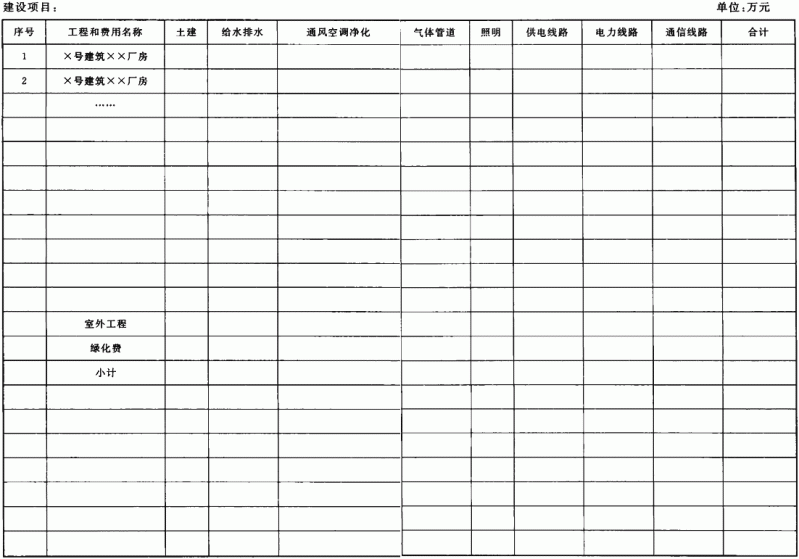 建设项目： 单位：万元
序号 工程和费用名称 土建 给水排水 通风空调净化 气体管道 照明 供电线路 电力线路 通信线路 合计
1 ×号建筑××厂房
2 ×号建筑××厂房
……
室外工程
绿化费
小计